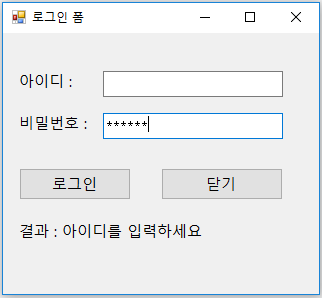 로그인 폼
아이디 :
비밀번호 : ******
로그인 닫기
결과 : 아이디를 입력하세요